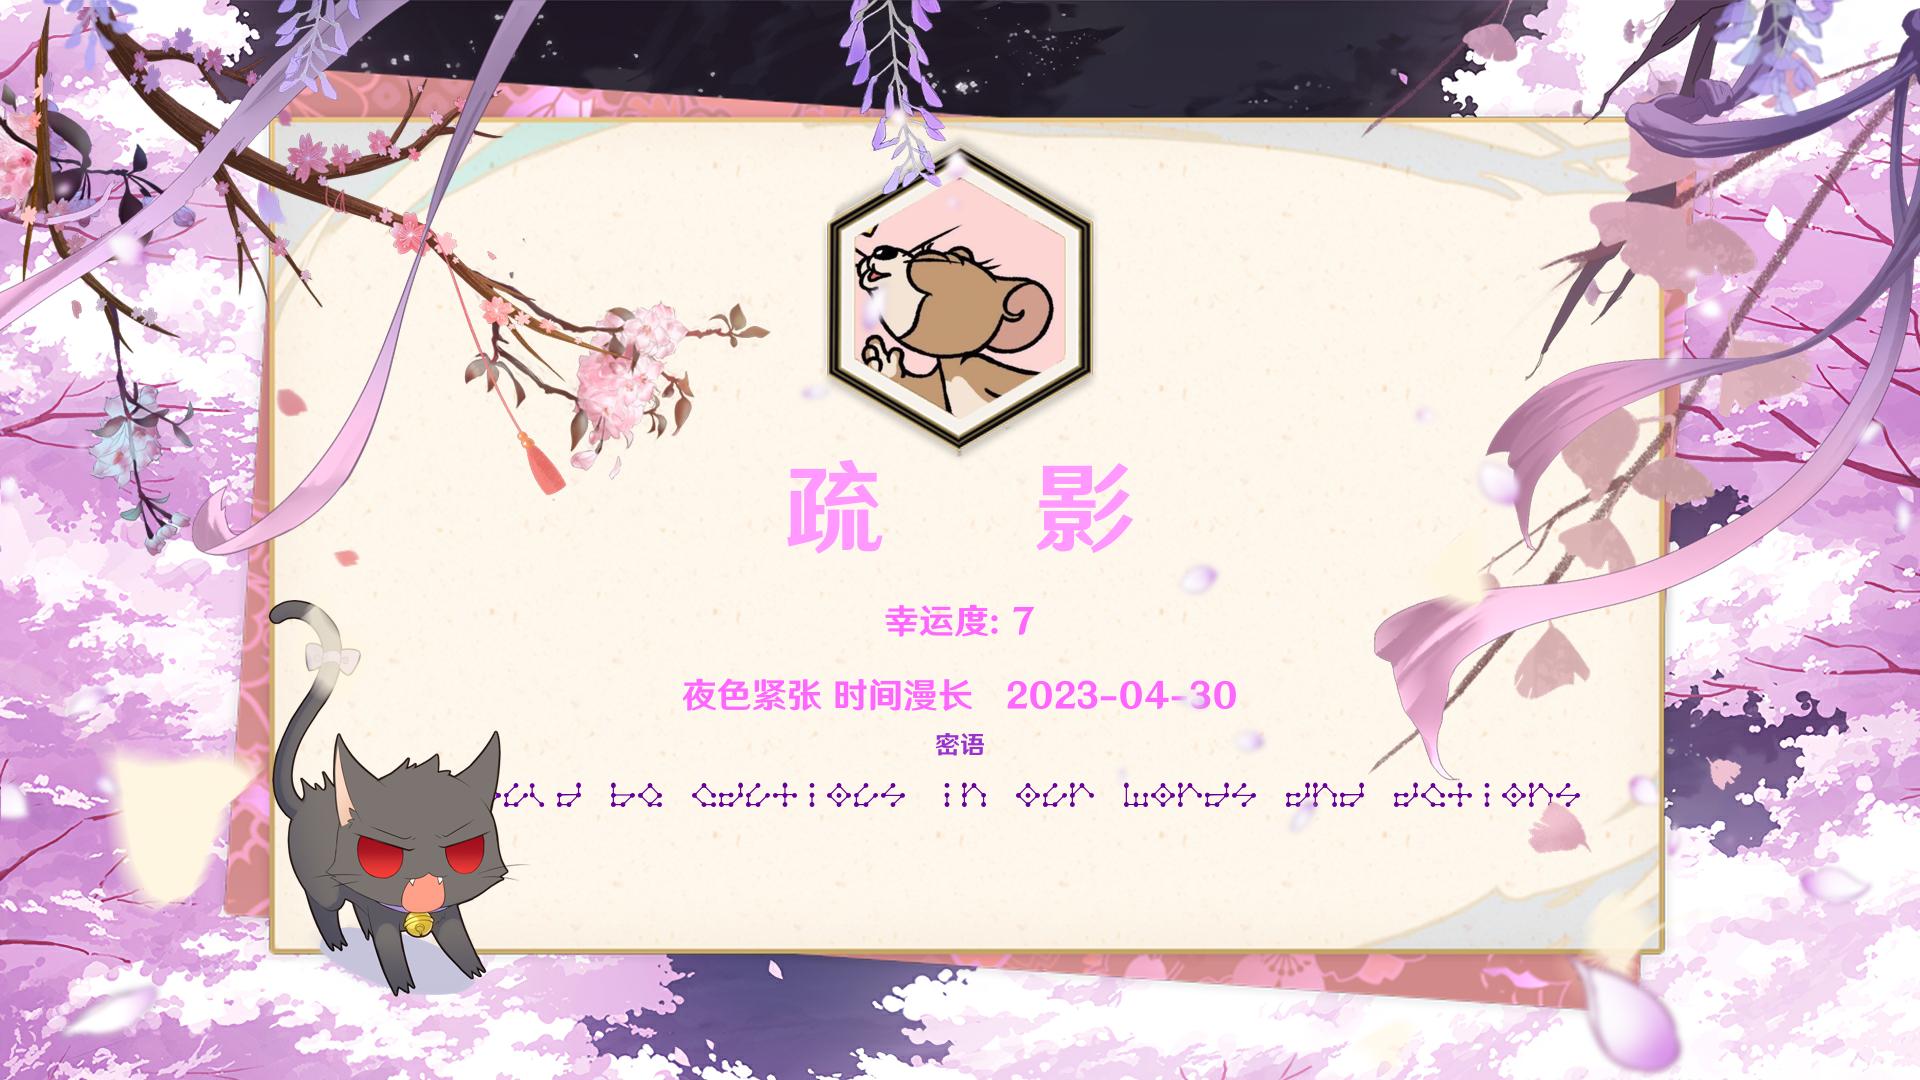 疏 影
幸运度: 7
夜色紧张 时间漫长 2023-04-30
密语
be cautious in our words and actions